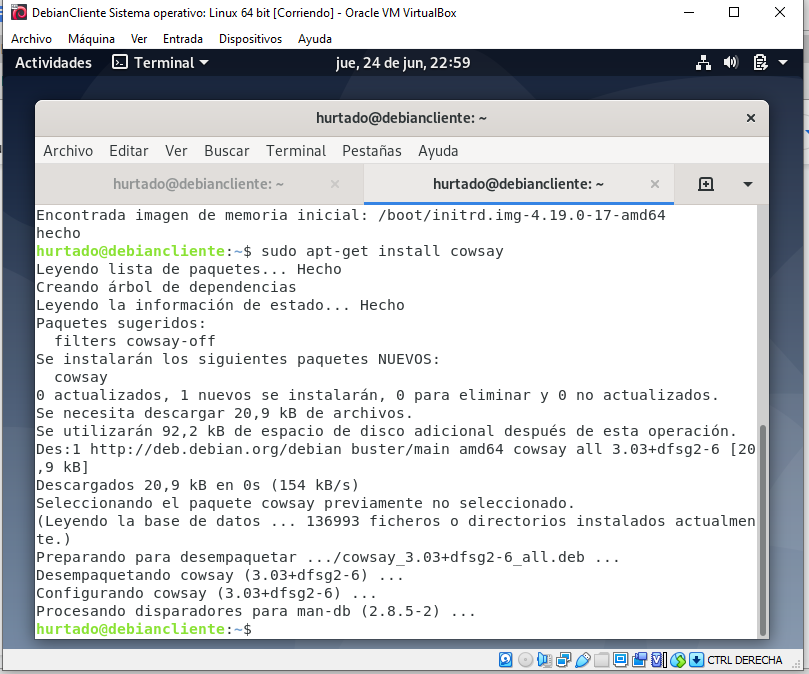 DebianCliente Sistema operativo: Linux 64 bit [Corriendo] - Oracle VM VirtualBox
Archivo Máquina Ver Entrada Dispositivos Ayuda
Actividades Terminal jue, 24 de jun, 22:59
hurtado@debiancliente: ~
Archivo Editar Ver Buscar Terminal Pestañas Ayuda
hurtado@debiancliente: ~ hurtado@debiancliente: ~
Encontrada imagen de memoria inicial: /boot/initrd.img-4.19.0-17-amd64
hecho
hurtado@debiancliente:~$ sudo apt-get install cowsay
Leyendo lista de paquetes... Hecho
Creando árbol de dependencias
Leyendo la información de estado... Hecho
Paquetes sugeridos:
  filters cowsay-off
Se instalarán los siguientes paquetes NUEVOS:
  cowsay
0 actualizados, 1 nuevos se instalarán, 0 para eliminar y 0 no actualizados.
Se necesita descargar 20,9 kB de archivos.
Se utilizarán 92,2 kB de espacio de disco adicional después de esta operación.
Des:1 http://deb.debian.org/debian buster/main amd64 cowsay all 3.03+dfsg2-6 [20
,9 kB]
Descargados 20,9 kB en 0s (154 kB/s)
Seleccionando el paquete cowsay previamente no seleccionado.
(Leyendo la base de datos ... 136993 ficheros o directorios instalados actualmen
te.)
Preparando para desempaquetar .../cowsay_3.03+dfsg2-6_all.deb ...
Desempaquetando cowsay (3.03+dfsg2-6) ...
Configurando cowsay (3.03+dfsg2-6) ...
Procesando disparadores para man-db (2.8.5-2) ...
hurtado@debiancliente:~$
CTRL DERECHA